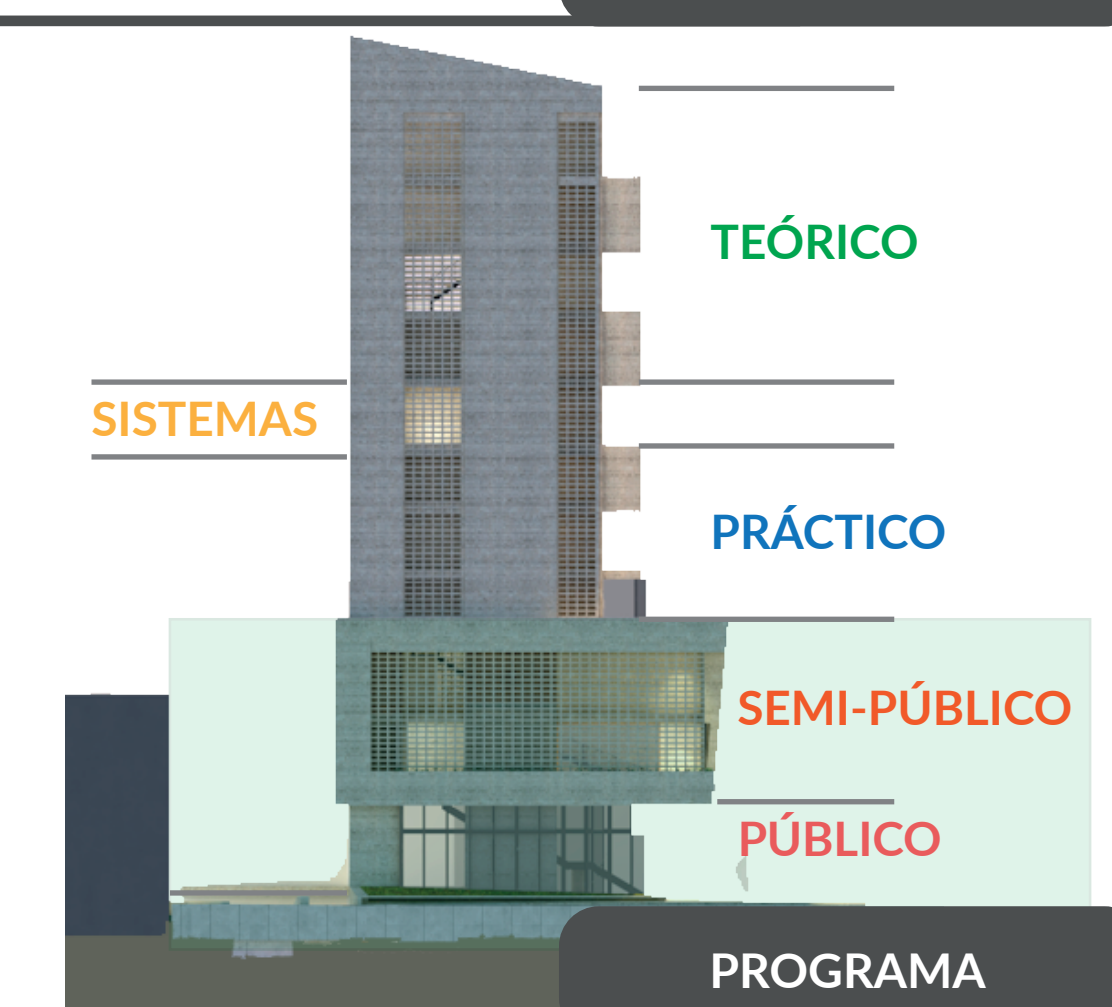 TEÓRICO
SISTEMAS
PRÁCTICO
SEMI-PÚBLICO
PÚBLICO
PROGRAMA